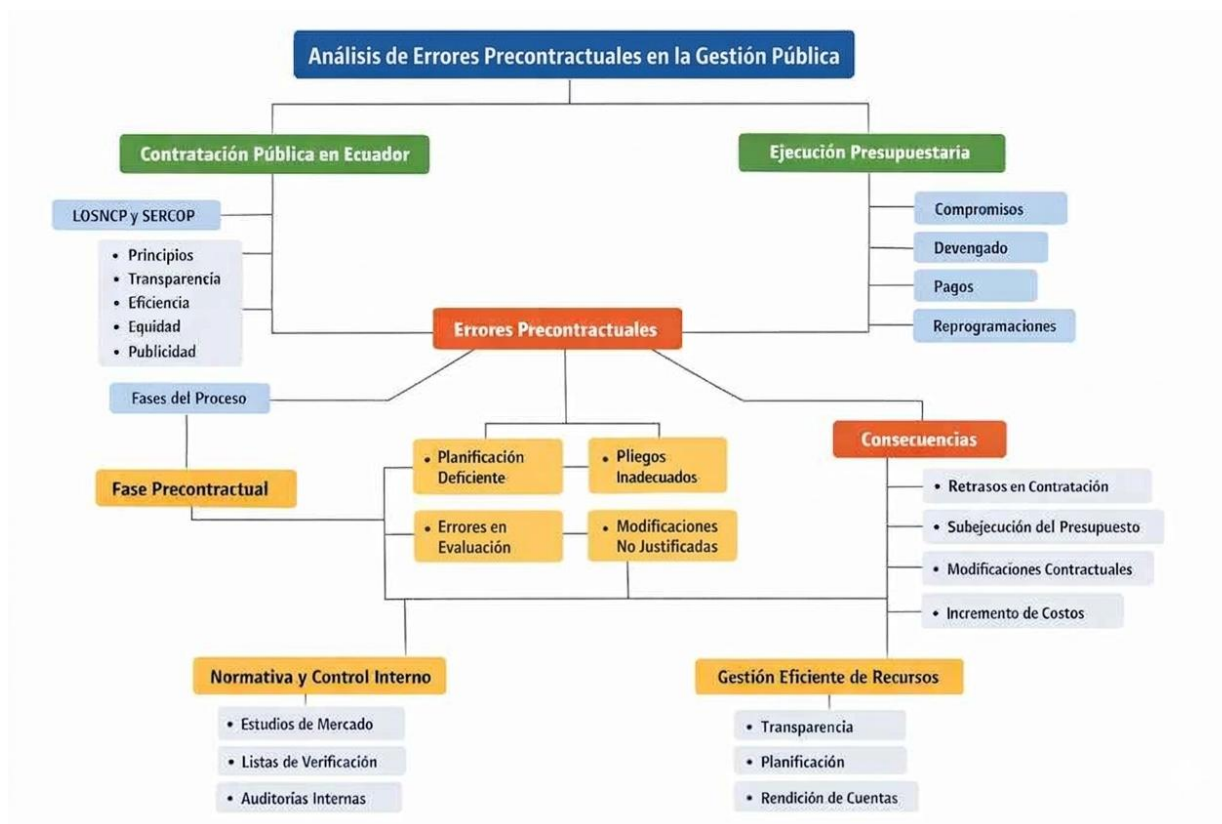 Análisis de Errores Precontractuales en la Gestión Pública
Contratación Pública en Ecuador
Ejecución Presupuestaria
LOSNCP y SERCOP
• Principios
• Transparencia
• Eficiencia
• Equidad
• Publicidad
Compromisos
Devengado
Pagos
Reprogramaciones
Errores Precontractuales
Fases del Proceso
Fase Precontractual
• Planificación
Deficiente
• Pliegos
Inadecuados
• Errores en
Evaluación
• Modificaciones
No Justificadas
Consecuencias
• Retrasos en Contratación
• Subejecución del Presupuesto
• Modificaciones Contractuales
• Incremento de Costos
Normativa y Control Interno
• Estudios de Mercado
• Listas de Verificación
• Auditorías Internas
Gestión Eficiente de Recursos
• Transparencia
• Planificación
• Rendición de Cuentas